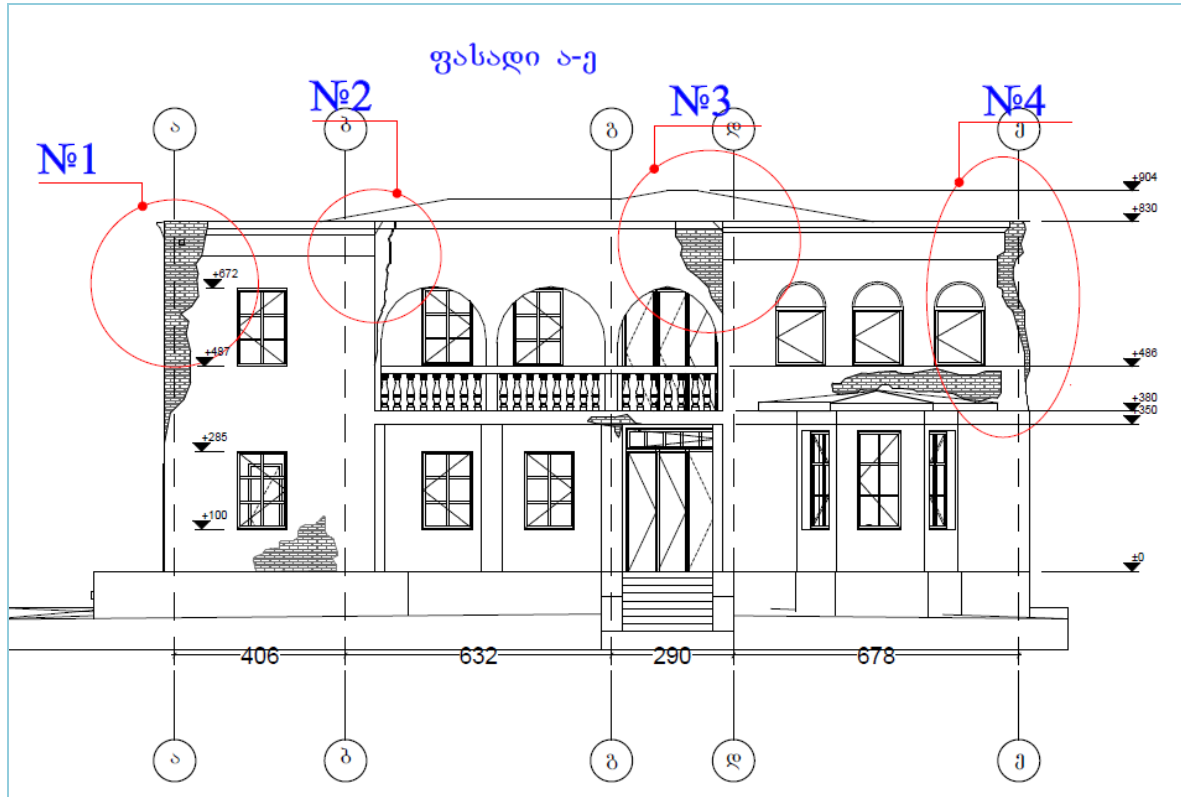 ფასადი ა-ე
№1
№2
№3
№4
ა
ბ
გ
დ
ე
+904
+830
+672
+487
+486
+380
+350
+285
+100
±0
406
632
290
678
ა
ბ
გ
დ
ე